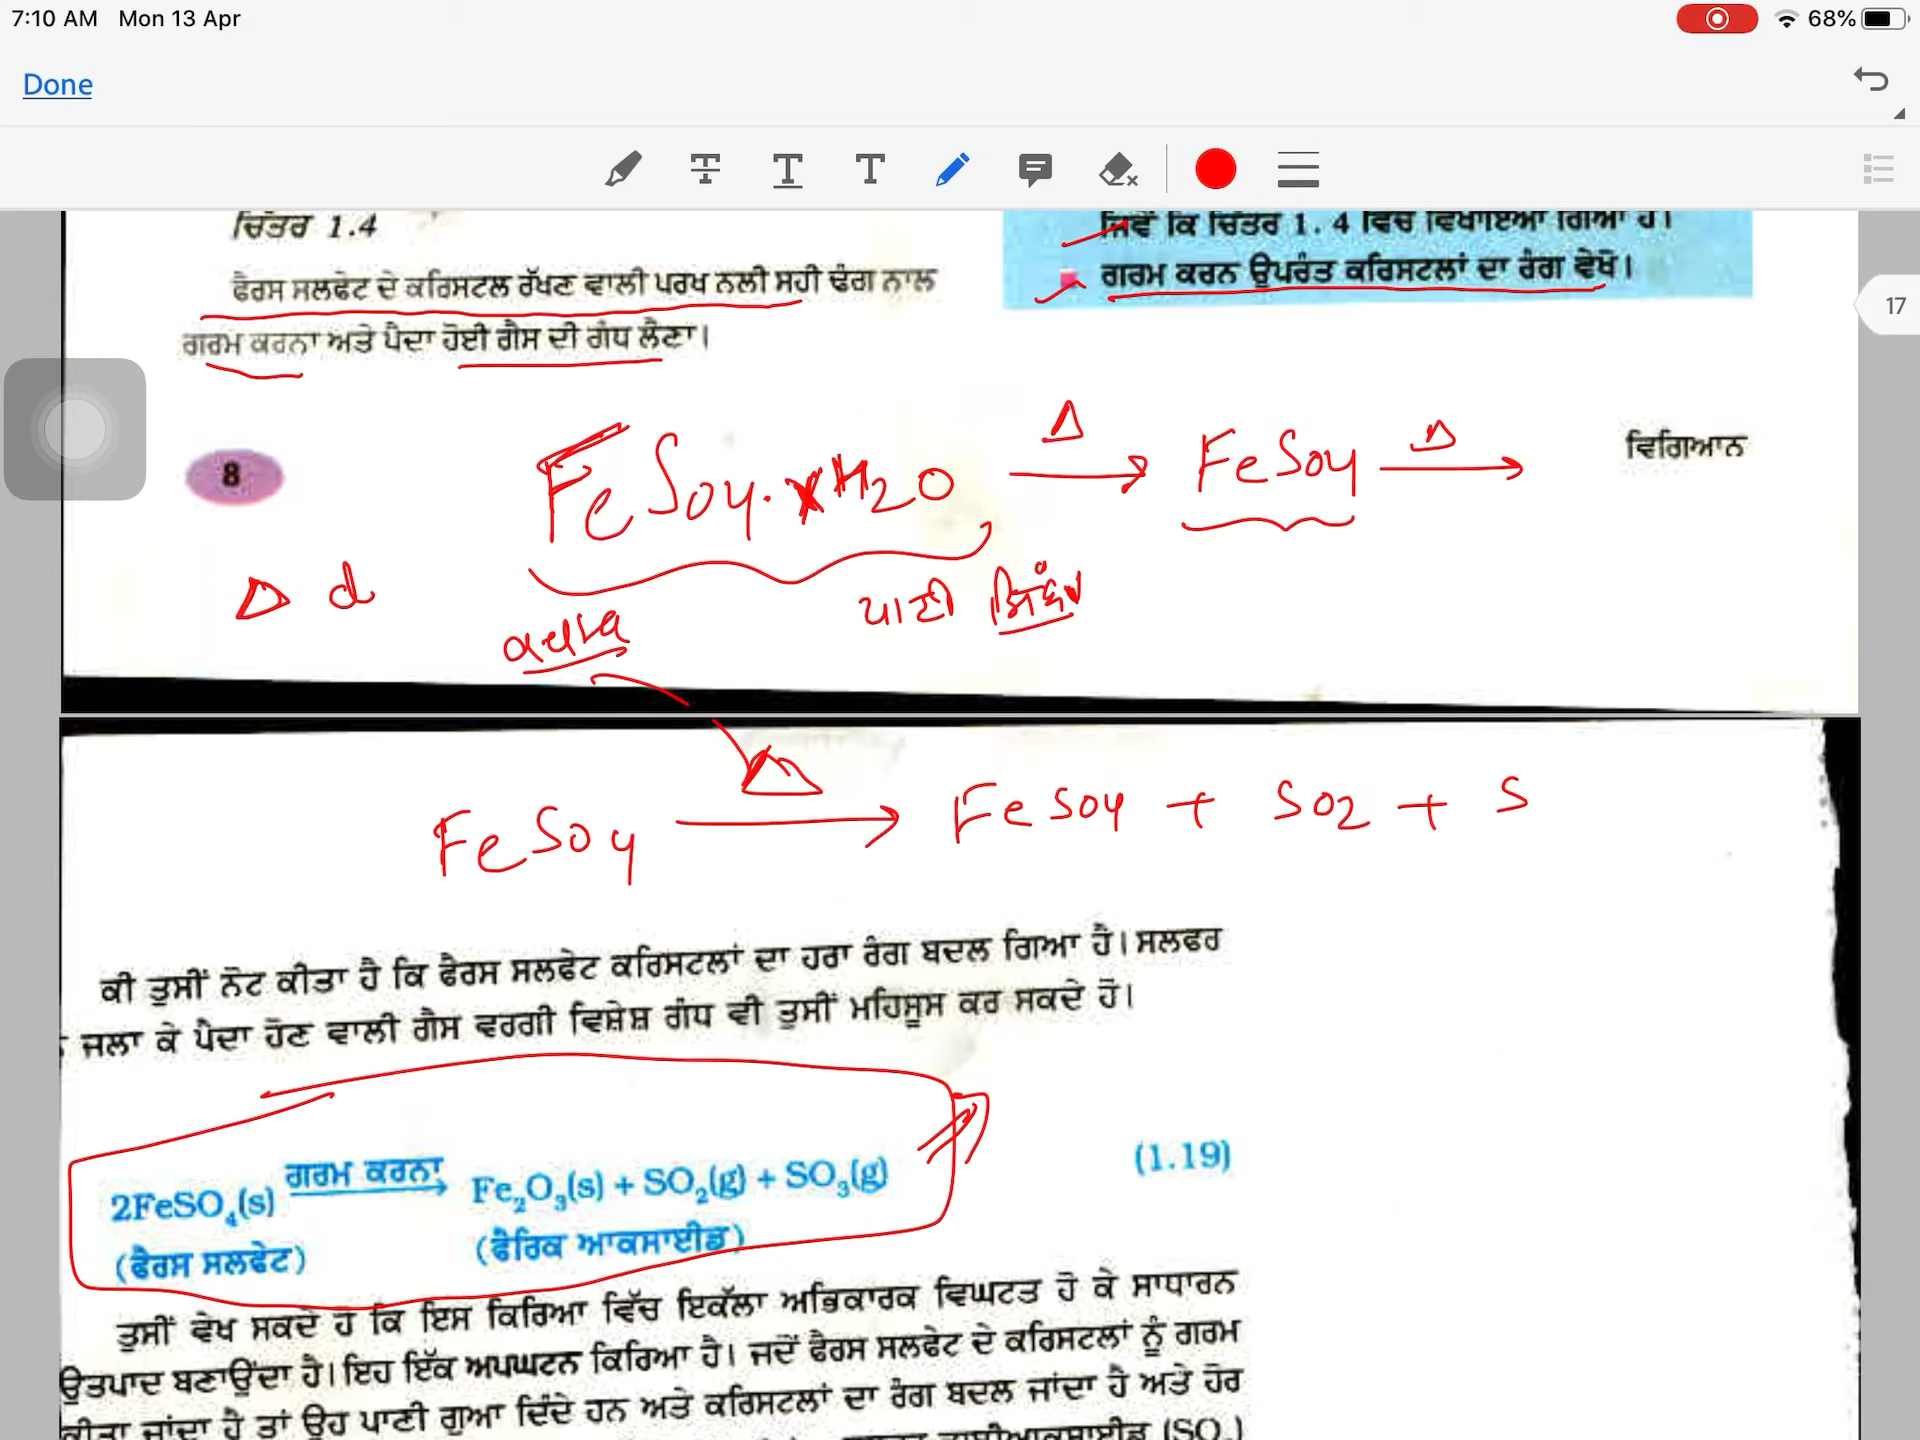 7:10 AM Mon 13 Apr
68%
Done
ਚਿੱਤਰ 1.4
ਜਿਵੇਂ ਕਿ ਚਿੱਤਰ 1.4 ਵਿੱਚ ਵਿਖਾਇਆ ਗਿਆ ਹੈ।
ਗਰਮ ਕਰਨ ਉਪਰੰਤ ਕਰਿਸਟਲਾਂ ਦਾ ਰੰਗ ਵੇਖੋ।
17
ਫੈਰਸ ਸਲਫੇਟ ਦੇ ਕਰਿਸਟਲ ਰੱਖਣ ਵਾਲੀ ਪਰਖ ਨਲੀ ਸਹੀ ਢੰਗ ਨਾਲ
ਗਰਮ ਕਰਨਾ ਅਤੇ ਪੈਦਾ ਹੋਈ ਗੈਸ ਦੀ ਗੰਧ ਲੈਣਾ।
8
FeSO4.xH2O Δ→ FeSO4 Δ→
ਵਿਗਿਆਨ
Δ d
ਪਾਣੀ
FeSO4 Δ→ FeSO4 + SO2 + S
ਕੀ ਤੁਸੀਂ ਨੋਟ ਕੀਤਾ ਹੈ ਕਿ ਫੈਰਸ ਸਲਫੇਟ ਕਰਿਸਟਲਾਂ ਦਾ ਹਰਾ ਰੰਗ ਬਦਲ ਗਿਆ ਹੈ। ਸਲਫਰ
ਜਲਾ ਕੇ ਪੈਦਾ ਹੋਣ ਵਾਲੀ ਗੈਸ ਵਰਗੀ ਵਿਸ਼ੇਸ਼ ਗੰਧ ਵੀ ਤੁਸੀਂ ਮਹਿਸੂਸ ਕਰ ਸਕਦੇ ਹੋ।
2FeSO₄(s) ਗਰਮ ਕਰਨਾ→ Fe₂O₃(s) + SO₂(g) + SO₃(g) (1.19)
(ਫੈਰਸ ਸਲਫੇਟ) (ਫੈਰਿਕ ਆਕਸਾਈਡ)
ਤੁਸੀਂ ਵੇਖ ਸਕਦੇ ਹੋ ਕਿ ਇਸ ਕਿਰਿਆ ਵਿੱਚ ਇਕੱਲਾ ਅਭਿਕਾਰਕ ਵਿਘਟਤ ਹੋ ਕੇ ਸਾਧਾਰਨ
ਉਤਪਾਦ ਬਣਾਉਂਦਾ ਹੈ। ਇਹ ਇੱਕ ਅਪਘਟਨ ਕਿਰਿਆ ਹੈ। ਜਦੋਂ ਫੈਰਸ ਸਲਫੇਟ ਦੇ ਕਰਿਸਟਲਾਂ ਨੂੰ ਗਰਮ
ਕੀਤਾ ਜਾਂਦਾ ਹੈ ਤਾਂ ਉਹ ਪਾਣੀ ਗੁਆ ਦਿੰਦੇ ਹਨ ਅਤੇ ਕਰਿਸਟਲਾਂ ਦਾ ਰੰਗ ਬਦਲ ਜਾਂਦਾ ਹੈ ਅਤੇ ਹੋਰ